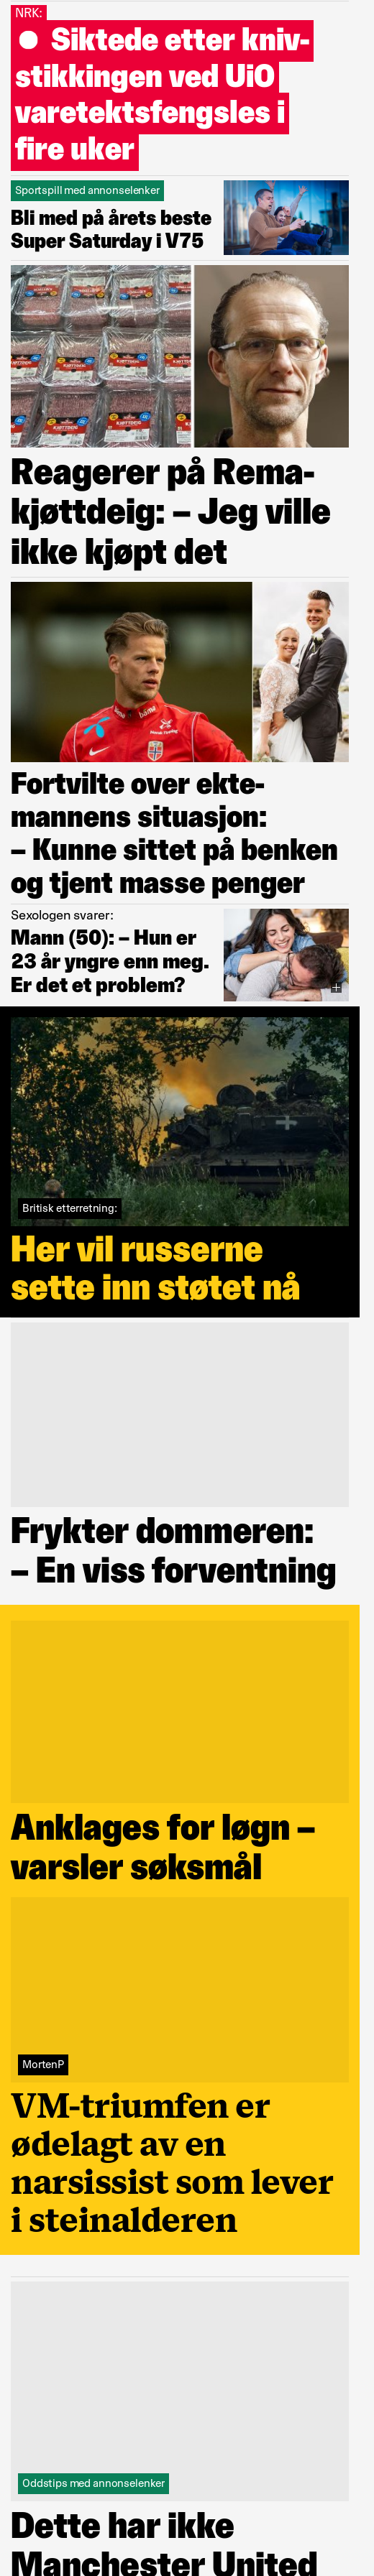 NRK:
● Siktede etter kniv-
stikkingen ved UiO
varetektsfengsles i
fire uker
Sportspill med annonselenker
Bli med på årets beste
Super Saturday i V75
Reagerer på Rema-
kjøttdeig: – Jeg ville
ikke kjøpt det
Fortvilte over ekte-
mannens situasjon:
– Kunne sittet på benken
og tjent masse penger
Sexologen svarer:
Mann (50): – Hun er
23 år yngre enn meg.
Er det et problem?
Britisk etterretning:
Her vil russerne
sette inn støtet nå
Frykter dommeren:
– En viss forventning
Anklages for løgn –
varsler søksmål
MortenP
VM-triumfen er
ødelagt av en
narsissist som lever
i steinalderen
Oddstips med annonselenker
Dette har ikke
Manchester United